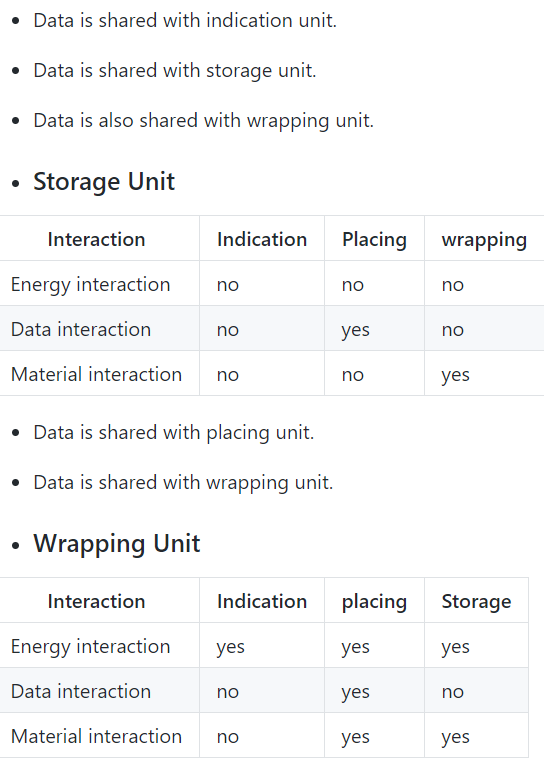 Data is shared with indication unit.
Data is shared with storage unit.
Data is also shared with wrapping unit.
Storage Unit
Interaction Indication Placing wrapping
Energy interaction no no no
Data interaction no yes no
Material interaction no no yes
Data is shared with placing unit.
Data is shared with wrapping unit.
Wrapping Unit
Interaction Indication placing Storage
Energy interaction yes yes yes
Data interaction no yes no
Material interaction no yes yes